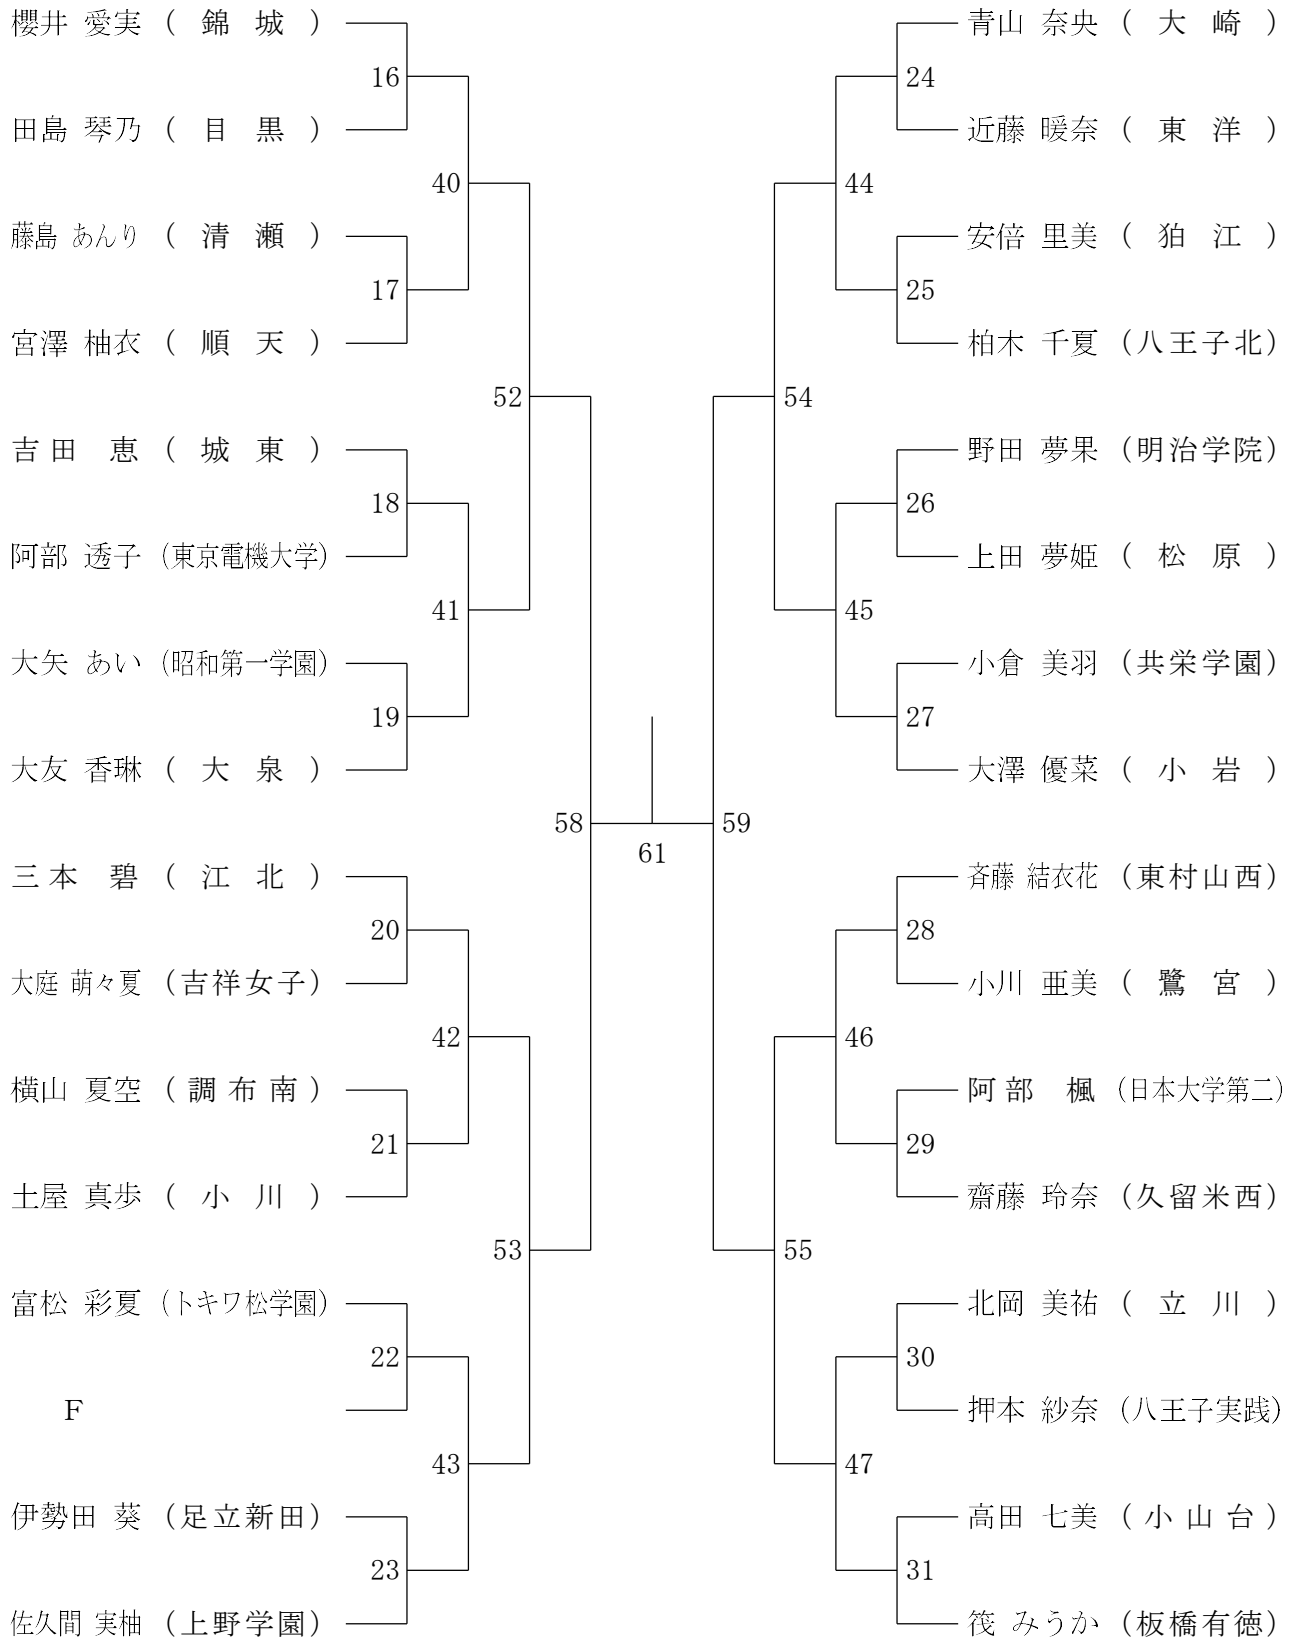 櫻井 愛実 ( 錦 城 )
16
田島 琴乃 ( 目 黒 )
40
藤島 あんり ( 清 瀬 )
17
宮澤 柚衣 ( 順 天 )
52
吉田 恵 ( 城 東 )
18
阿部 透子 (東京電機大学)
41
大矢 あい (昭和第一学園)
19
大友 香琳 ( 大 泉 )
58
三本 碧 ( 江 北 )
20
大庭 萌々夏 (吉祥女子)
42
横山 夏空 (調布南)
21
土屋 真歩 ( 小 川 )
53
富松 彩夏 (トキワ松学園)
22
F
43
伊勢田 葵 (足立新田)
23
佐久間 実柚 (上野学園)
61
青山 奈央 ( 大 崎 )
24
近藤 暖奈 ( 東 洋 )
44
安倍 里美 ( 狛 江 )
25
柏木 千夏 (八王子北)
54
野田 夢果 (明治学院)
26
上田 夢姫 ( 松 原 )
45
小倉 美羽 (共栄学園)
27
大澤 優菜 ( 小 岩 )
59
斉藤 結衣花 (東村山西)
28
小川 亜美 ( 鷺 宮 )
46
阿部 楓 (日本大学第二)
29
齋藤 玲奈 (久留米西)
55
北岡 美祐 ( 立 川 )
30
押本 紗奈 (八王子実践)
47
高田 七美 (小山台)
31
筏 みうか (板橋有徳)